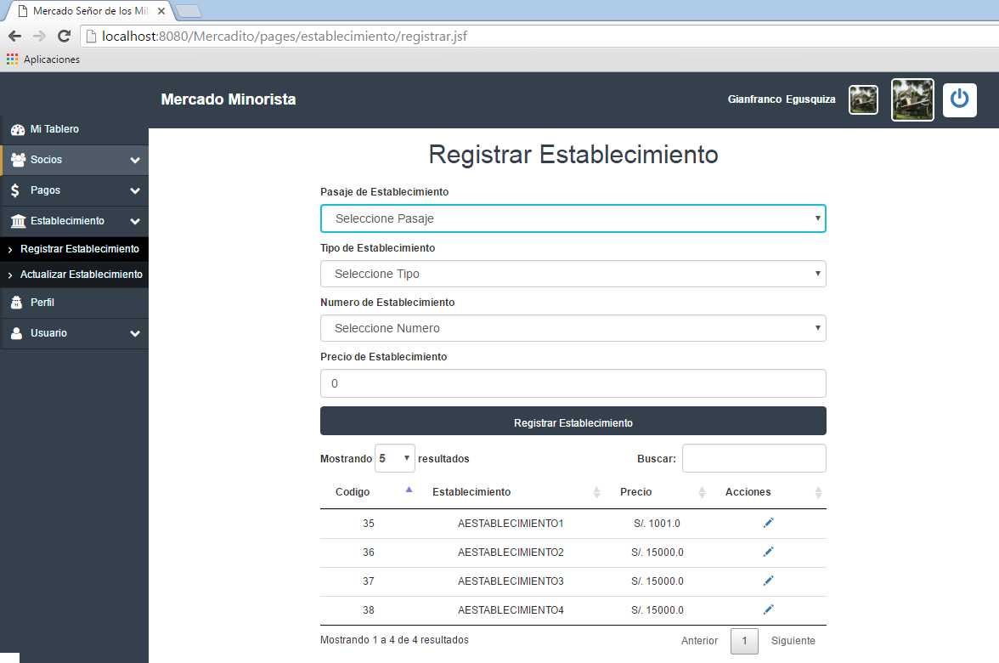 Mercado Señor de los Mil
localhost:8080/Mercadito/pages/establecimiento/registrar.jsf
Aplicaciones
Mercado Minorista
Gianfranco Egusquiza
Mi Tablero
Socios
Pagos
Establecimiento
Registrar Establecimiento
Actualizar Establecimiento
Perfil
Usuario
Registrar Establecimiento
Pasaje de Establecimiento
Seleccione Pasaje
Tipo de Establecimiento
Seleccione Tipo
Numero de Establecimiento
Seleccione Numero
Precio de Establecimiento
0
Registrar Establecimiento
Mostrando 5 resultados Buscar:
Codigo Establecimiento Precio Acciones
35 AESTABLECIMIENTO1 S/. 1001.0
36 AESTABLECIMIENTO2 S/. 15000.0
37 AESTABLECIMIENTO3 S/. 15000.0
38 AESTABLECIMIENTO4 S/. 15000.0
Mostrando 1 a 4 de 4 resultados Anterior 1 Siguiente